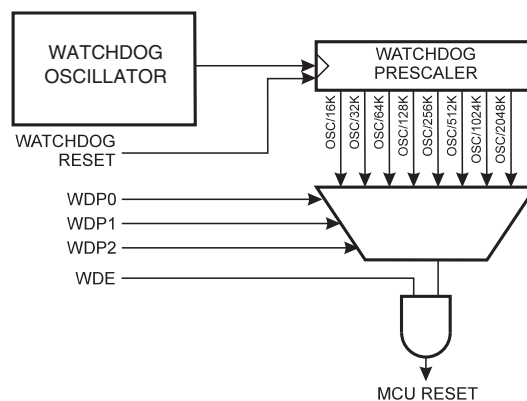 WATCHDOG
OSCILLATOR
WATCHDOG
PRESCALER
WATCHDOG
RESET
OSC/16K
OSC/32K
OSC/64K
OSC/128K
OSC/256K
OSC/512K
OSC/1024K
OSC/2048K
WDP0
WDP1
WDP2
WDE
MCU RESET